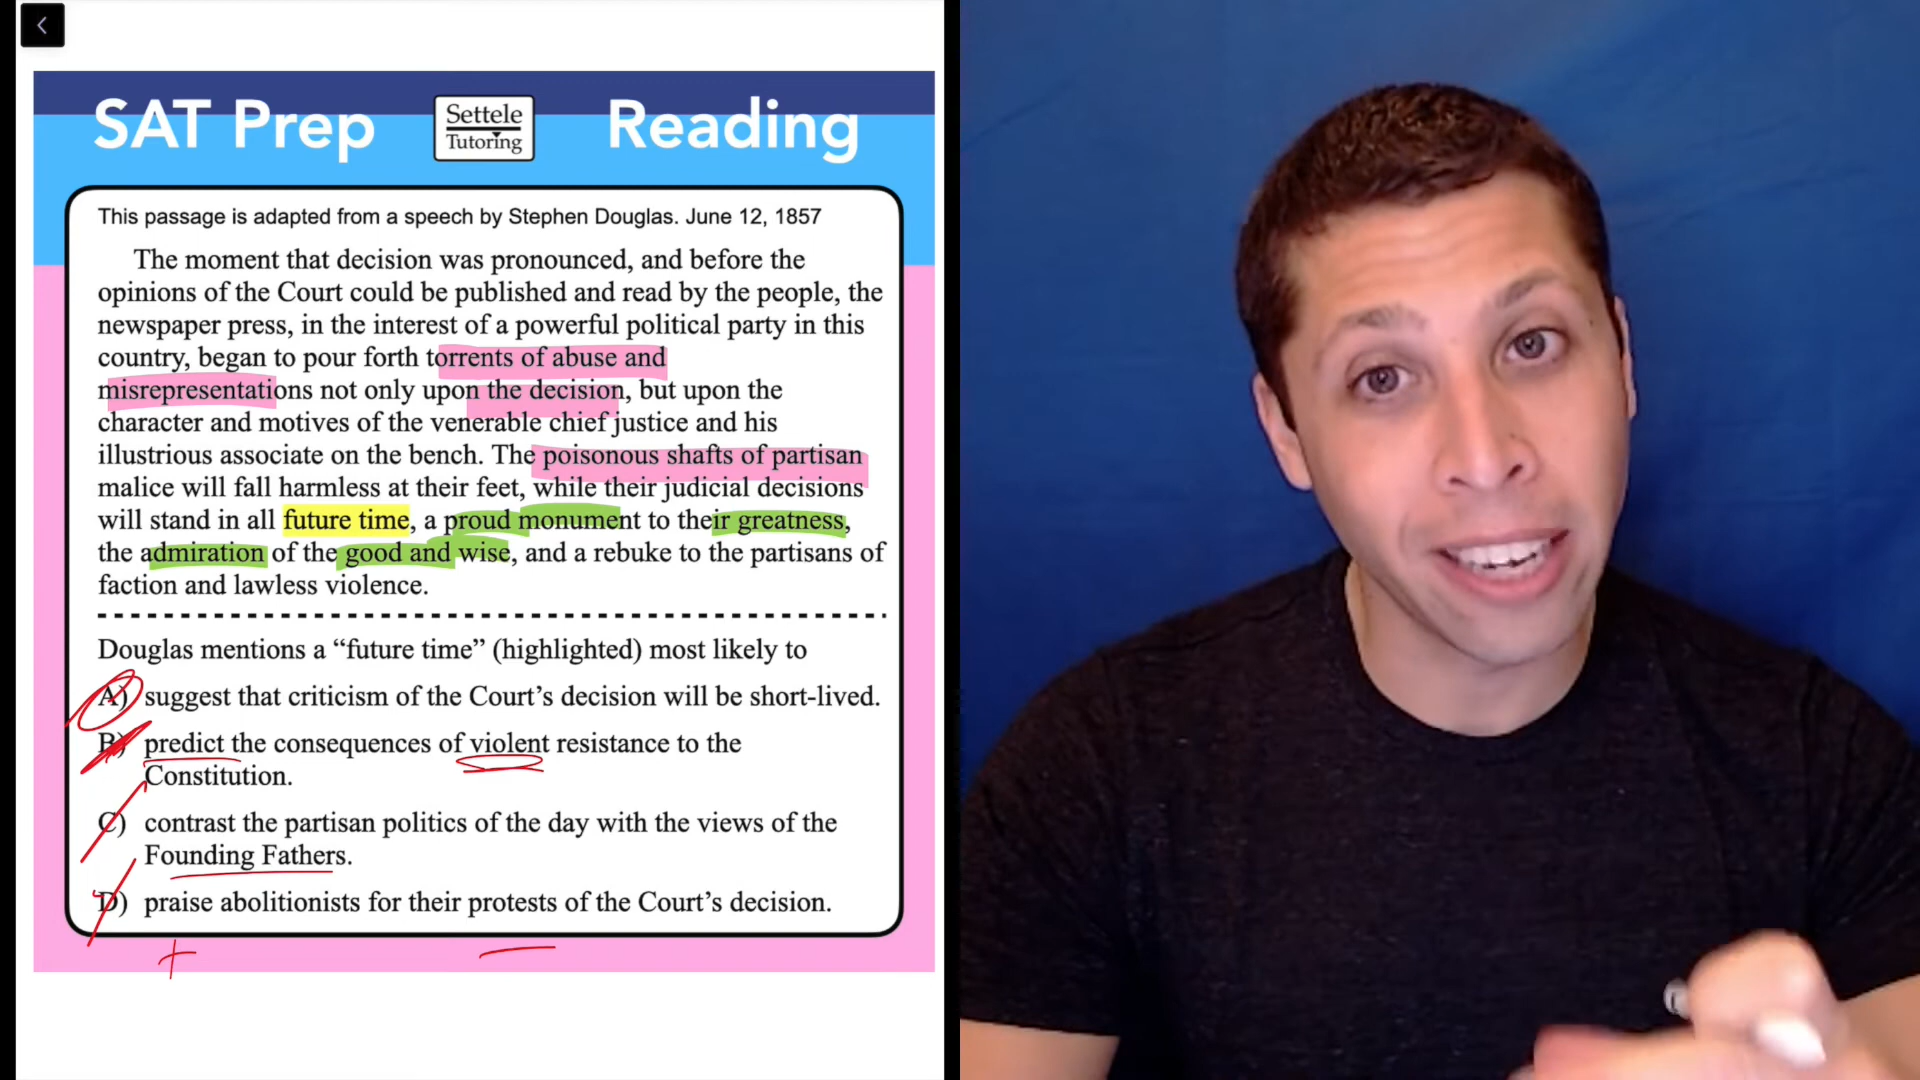 SAT Prep
Settele
Tutoring
Reading
This passage is adapted from a speech by Stephen Douglas. June 12, 1857
The moment that decision was pronounced, and before the
opinions of the Court could be published and read by the people, the
newspaper press, in the interest of a powerful political party in this
country, began to pour forth torrents of abuse and
misrepresentations not only upon the decision, but upon the
character and motives of the venerable chief justice and his
illustrious associate on the bench. The poisonous shafts of partisan
malice will fall harmless at their feet, while their judicial decisions
will stand in all future time, a proud monument to their greatness,
the admiration of the good and wise, and a rebuke to the partisans of
faction and lawless violence.
Douglas mentions a “future time” (highlighted) most likely to
A) suggest that criticism of the Court’s decision will be short-lived.
B) predict the consequences of violent resistance to the
Constitution.
C) contrast the partisan politics of the day with the views of the
Founding Fathers.
D) praise abolitionists for their protests of the Court’s decision.